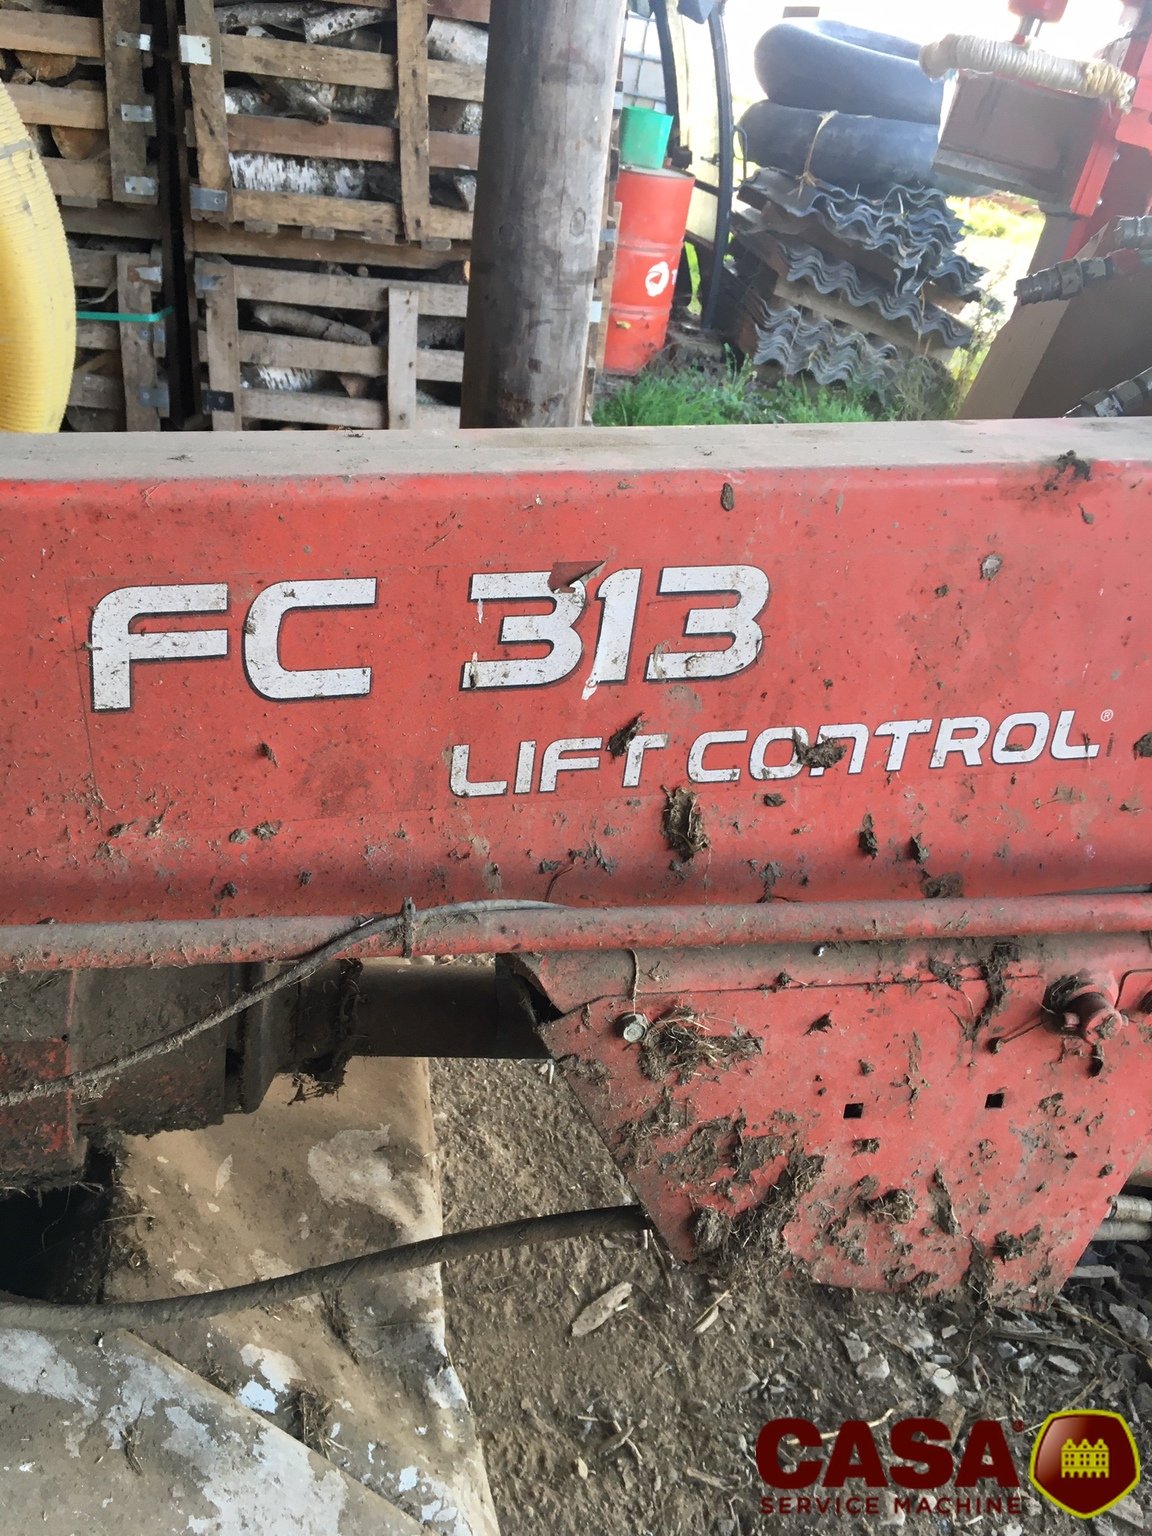 FC 313
LIFT CONTROL®
CASA®
SERVICE MACHINE